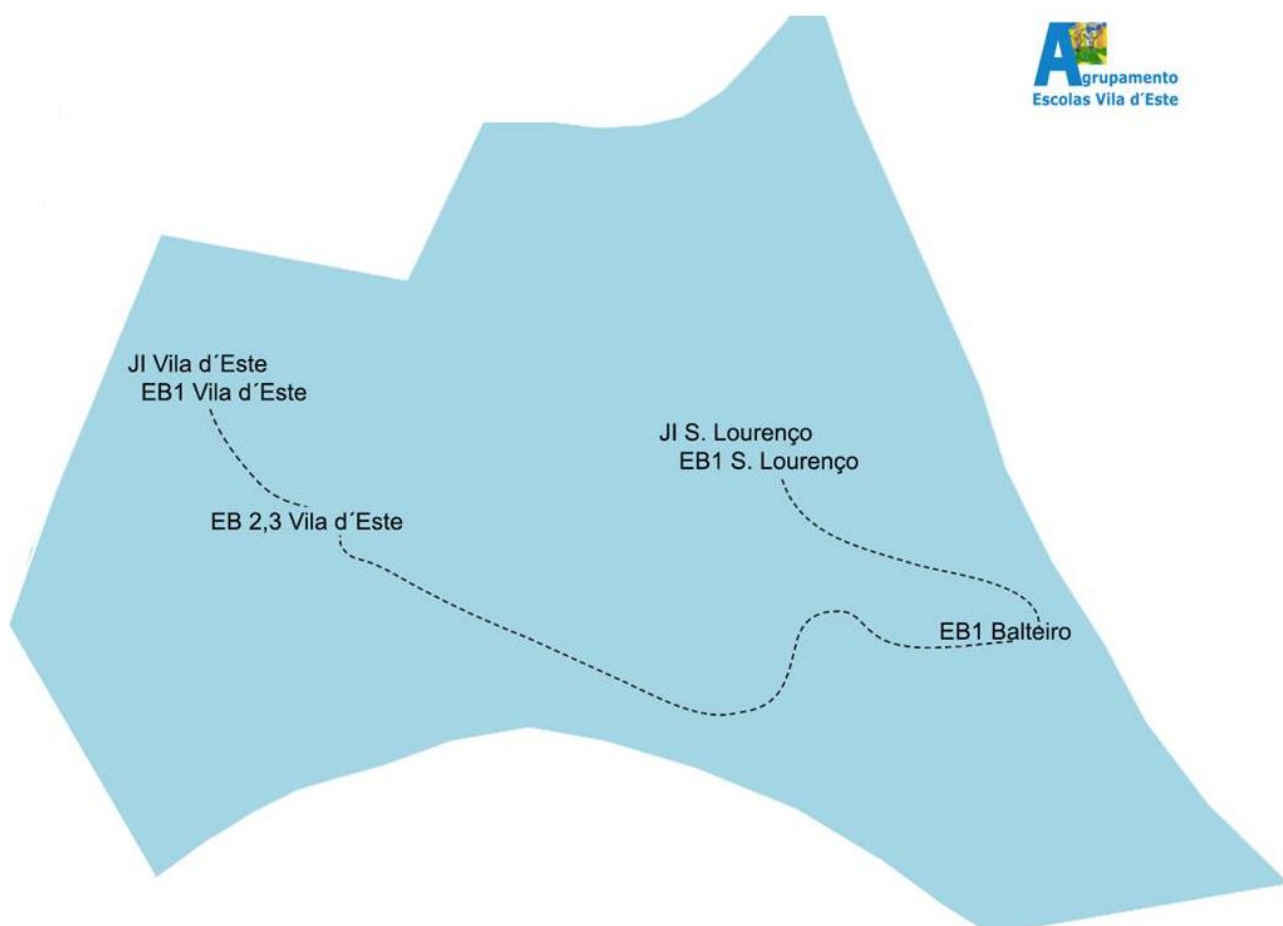 Agrupamento
Escolas Vila d´Este
JI Vila d´Este
EB1 Vila d´Este
JI S. Lourenço
EB1 S. Lourenço
EB 2,3 Vila d´Este
EB1 Balteiro